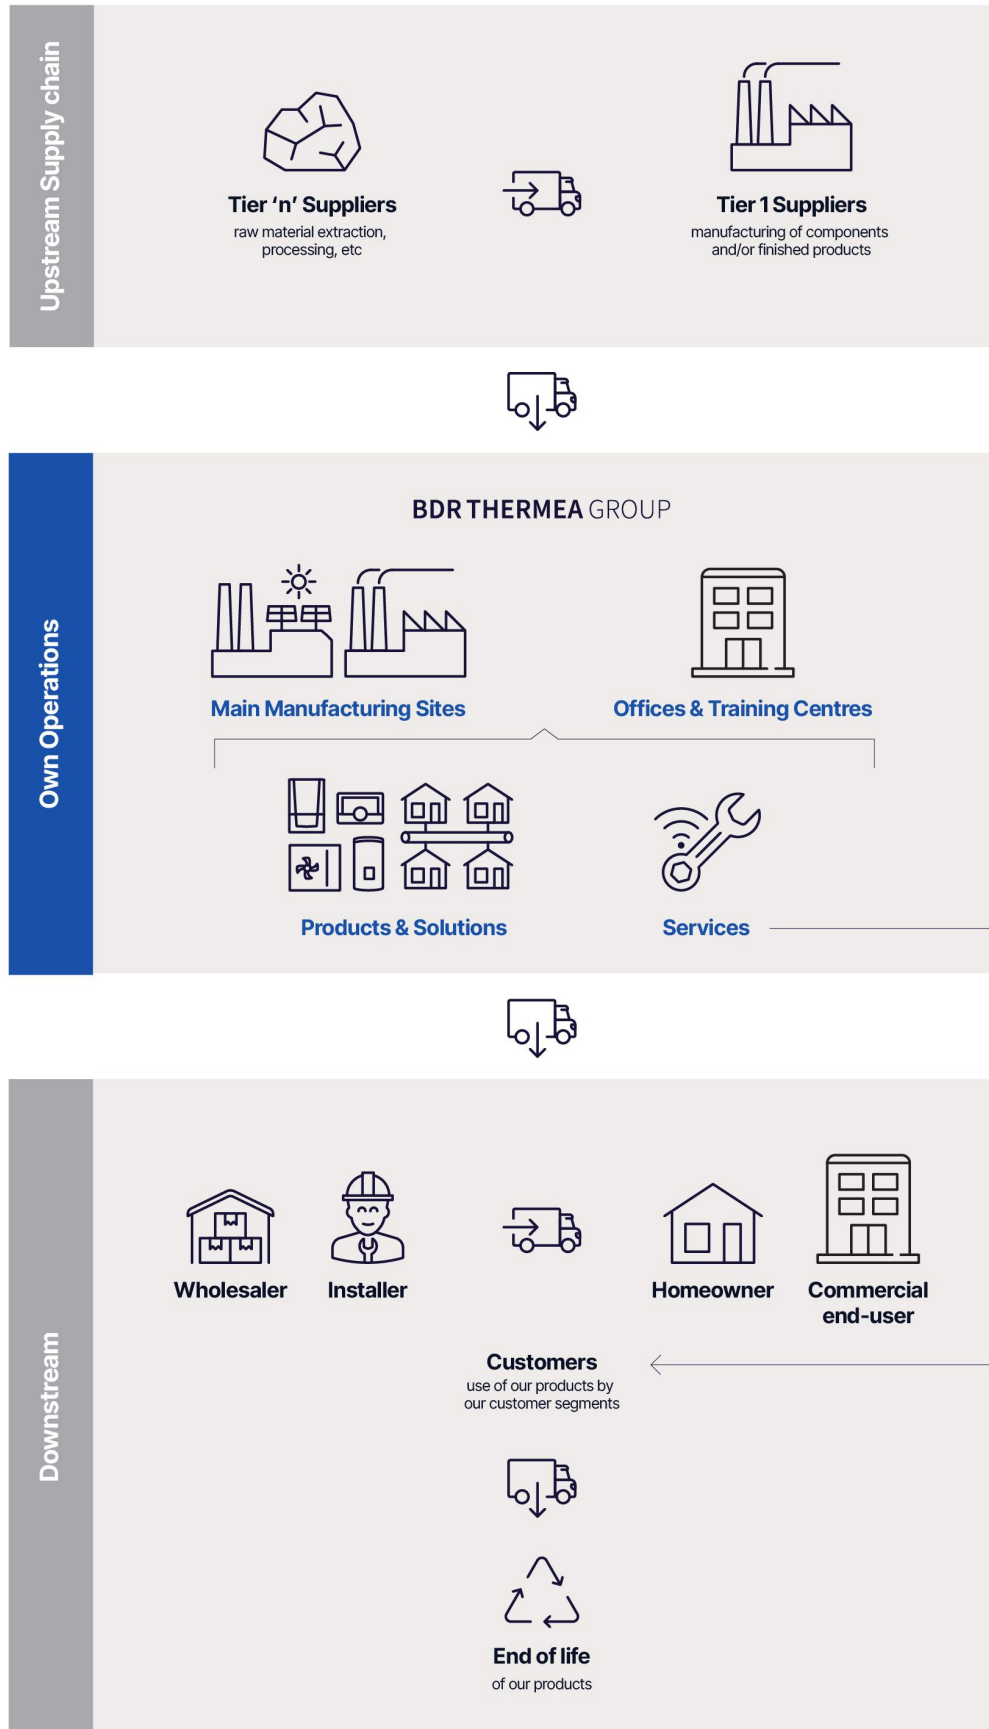 Upstream Supply chain
Tier ‘n’ Suppliers
raw material extraction,
processing, etc
Tier 1 Suppliers
manufacturing of components
and/or finished products
Own Operations
BDR THERMEA GROUP
Main Manufacturing Sites
Offices & Training Centres
Products & Solutions
Services
Downstream
Wholesaler
Installer
Homeowner
Commercial
end-user
Customers
use of our products by
our customer segments
End of life
of our products